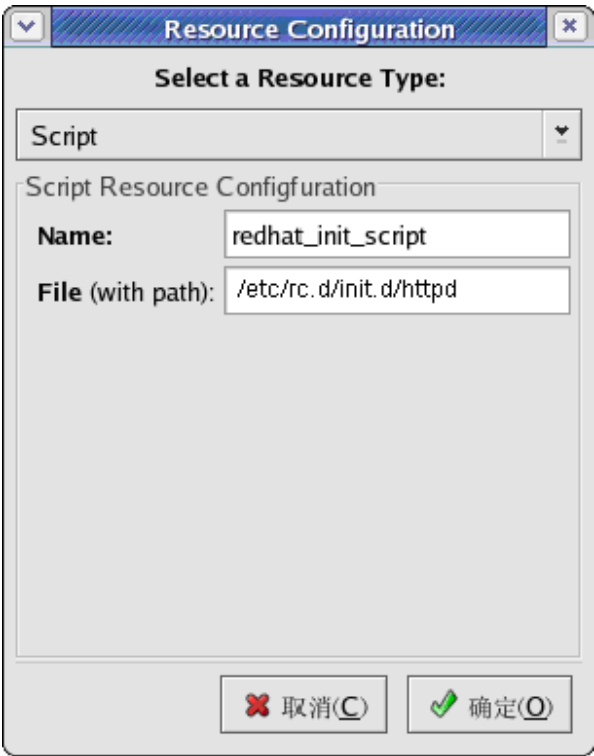 Resource Configuration
Select a Resource Type:
Script
Script Resource Configfuration
Name: redhat_init_script
File (with path): /etc/rc.d/init.d/httpd
取消(C) 确定(O)